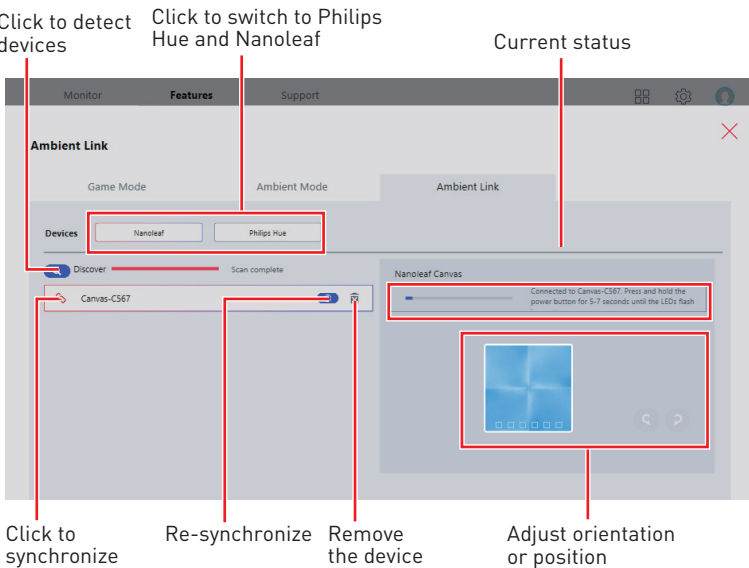 Click to detect
devices
Click to switch to Philips
Hue and Nanoleaf
Current status
Monitor
Features
Support
Ambient Link
Game Mode
Ambient Mode
Ambient Link
Devices
Nanoleaf
Philips Hue
Discover
Scan complete
Nanoleaf Canvas
Canvas-C567
Connected to Canvas-C567. Press and hold the
power button for 5-7 seconds until the LEDs flash
Click to
synchronize
Re-synchronize
Remove
the device
Adjust orientation
or position